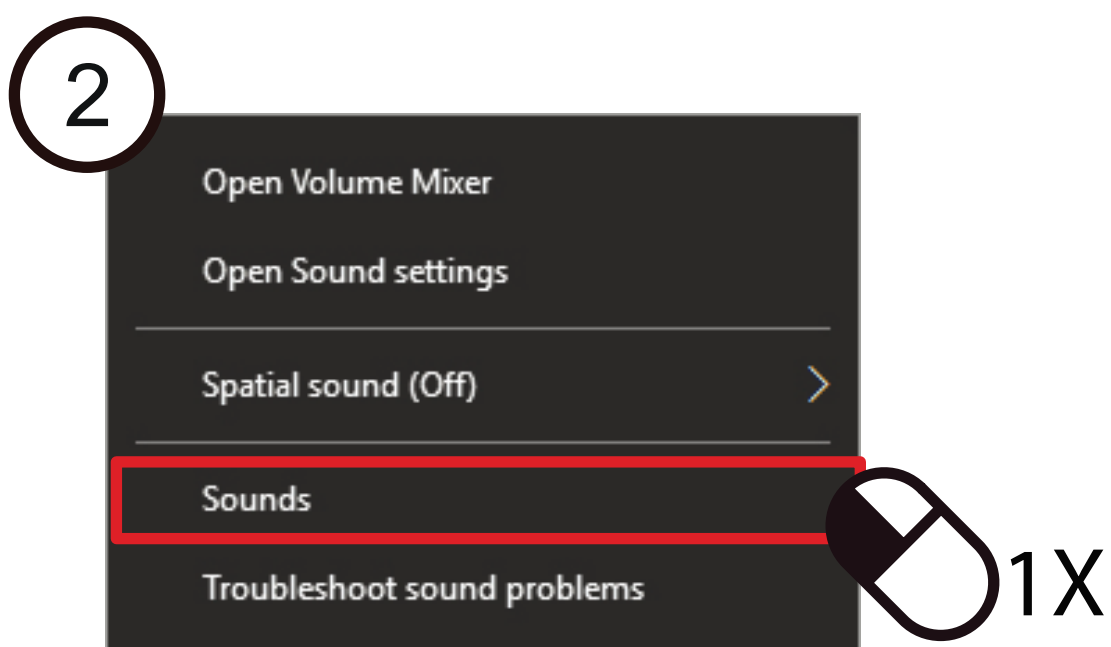 2
Open Volume Mixer
Open Sound settings
Spatial sound (Off)
Sounds
Troubleshoot sound problems
1X